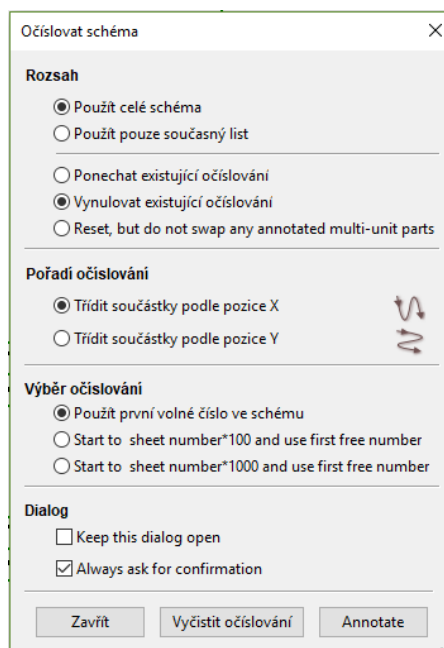 Očíslovat schéma
Rozsah
Použít celé schéma
Použít pouze současný list
Ponechat existující očíslování
Vynulovat existující očíslování
Reset, but do not swap any annotated multi-unit parts
Pořadí očíslování
Třídit součástky podle pozice X
Třídit součástky podle pozice Y
Výběr očíslování
Použít první volné číslo ve schématu
Start to sheet number*100 and use first free number
Start to sheet number*1000 and use first free number
Dialog
Keep this dialog open
Always ask for confirmation
Zavřít Vyčistit očíslování Annotate